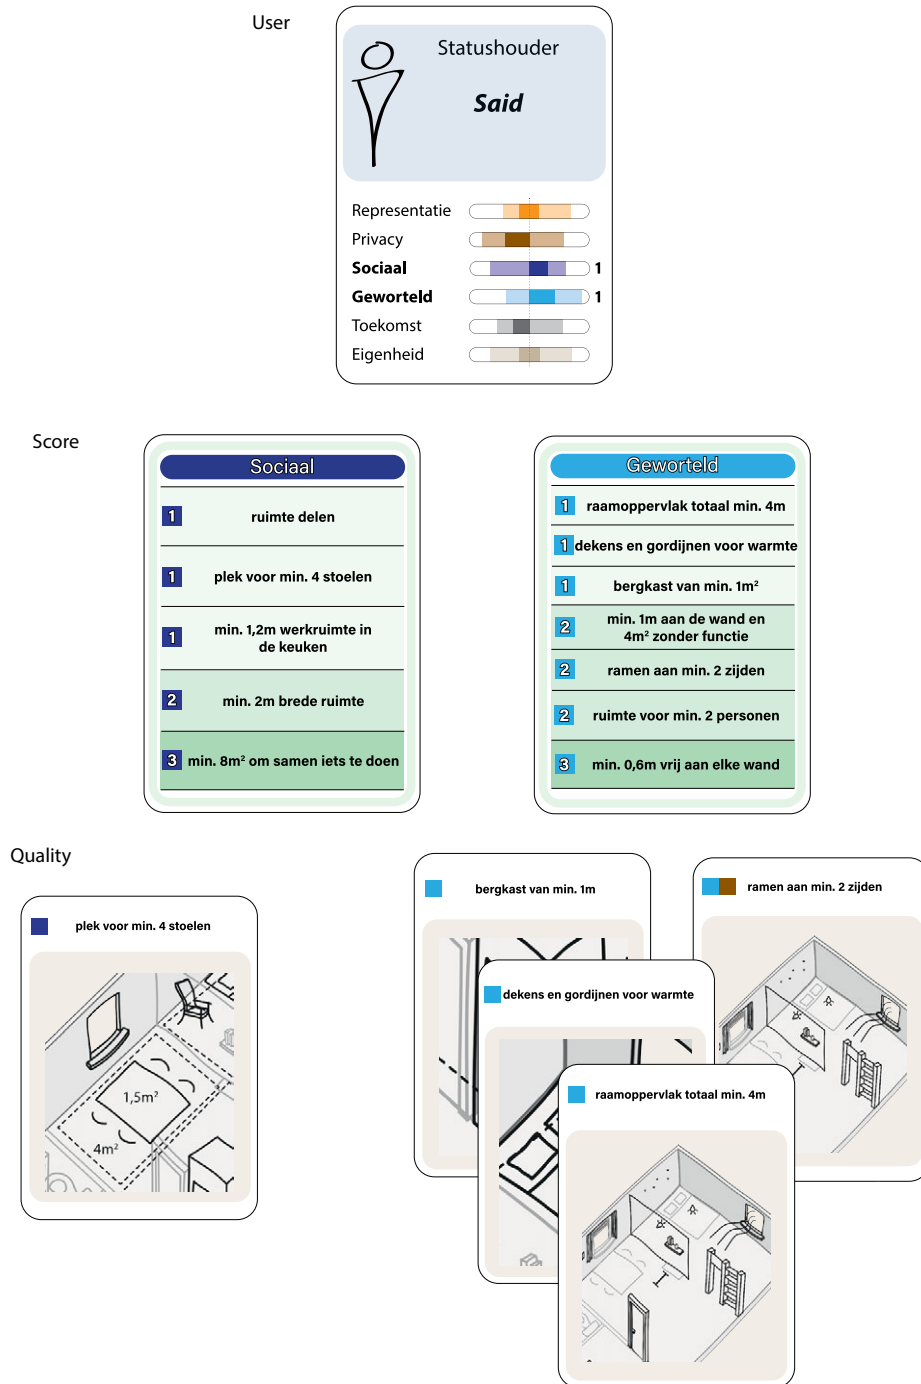 User
Statushouder
Said
Representatie
Privacy
Sociaal 1
Geworteld 1
Toekomst
Eigenheid
Score
Sociaal
1 ruimte delen
1 plek voor min. 4 stoelen
1 min. 1,2m werkruimte in
de keuken
2 min. 2m brede ruimte
3 min. 8m² om samen iets te doen
Geworteld
1 raamoppervlak totaal min. 4m
1 dekens en gordijnen voor warmte
1 bergkast van min. 1m²
2 min. 1m aan de wand en
4m² zonder functie
2 ramen aan min. 2 zijden
2 ruimte voor min. 2 personen
3 min. 0,6m vrij aan elke wand
Quality
plek voor min. 4 stoelen
1,5m²
4m²
bergkast van min. 1m
ramen aan min. 2 zijden
dekens en gordijnen voor warmte
raamoppervlak totaal min. 4m